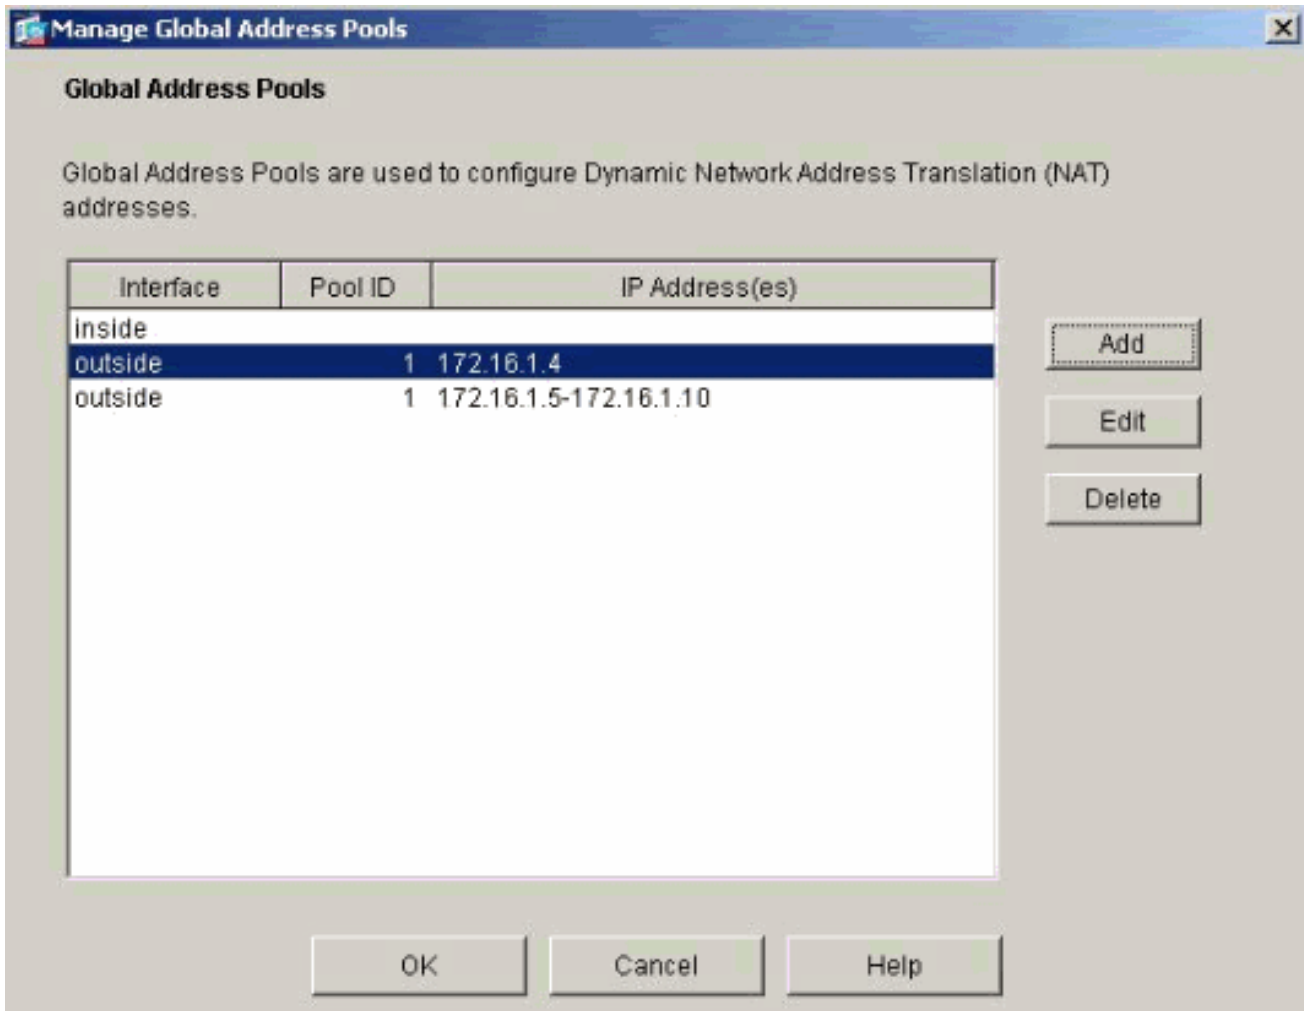 Manage Global Address Pools
Global Address Pools
Global Address Pools are used to configure Dynamic Network Address Translation (NAT)
addresses.
Interface Pool ID IP Address(es)
inside
outside 1 172.16.1.4
outside 1 172.16.1.5-172.16.1.10
Add
Edit
Delete
OK Cancel Help